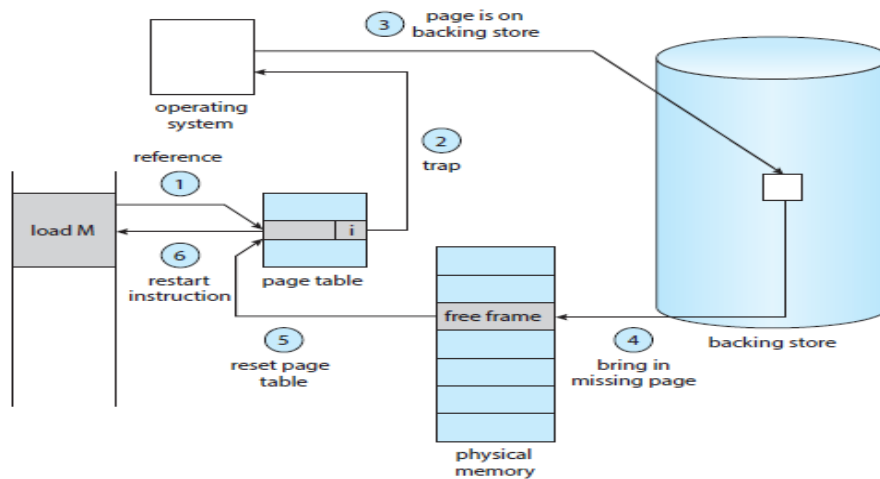 3
page is on
backing store
operating
system
2
trap
reference
1
load M
i
6
restart
instruction
page table
free frame
5
reset page
table
4
bring in
missing page
backing store
physical
memory